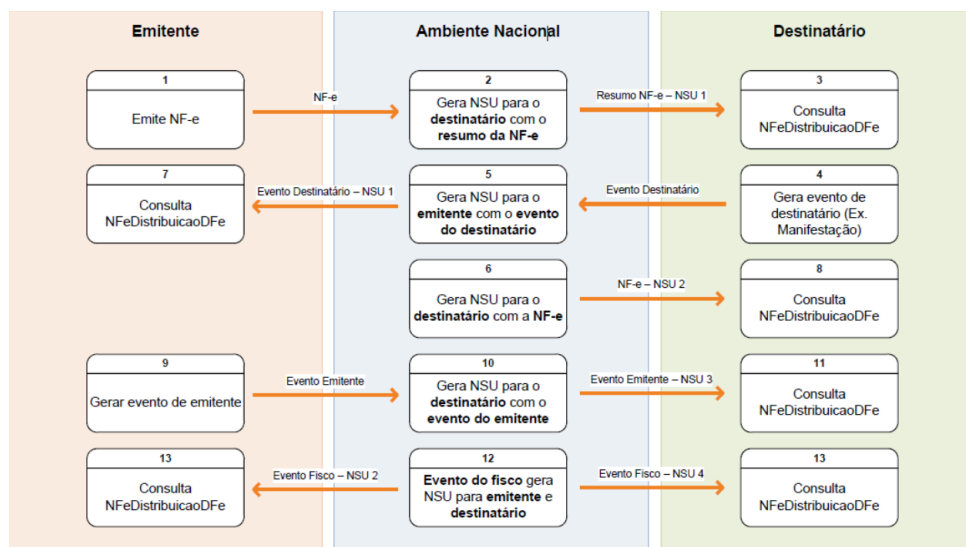 Emitente
Ambiente Nacional
Destinatário
1
Emite NF-e
NF-e
2
Gera NSU para o
destinatário com o
resumo da NF-e
Resumo NF-e – NSU 1
3
Consulta
NFeDistribuicaoDFe
7
Consulta
NFeDistribuicaoDFe
Evento Destinatário – NSU 1
5
Gera NSU para o
emitente com o evento
do destinatário
Evento Destinatário
4
Gera evento de
destinatário (Ex.
Manifestação)
6
Gera NSU para o
destinatário com a NF-e
NF-e – NSU 2
8
Consulta
NFeDistribuicaoDFe
9
Gerar evento de emitente
Evento Emitente
10
Gera NSU para o
destinatário com o
evento do emitente
Evento Emitente – NSU 3
11
Consulta
NFeDistribuicaoDFe
13
Consulta
NFeDistribuicaoDFe
Evento Fisco – NSU 2
12
Evento do fisco gera
NSU para emitente e
destinatário
Evento Fisco – NSU 4
13
Consulta
NFeDistribuicaoDFe